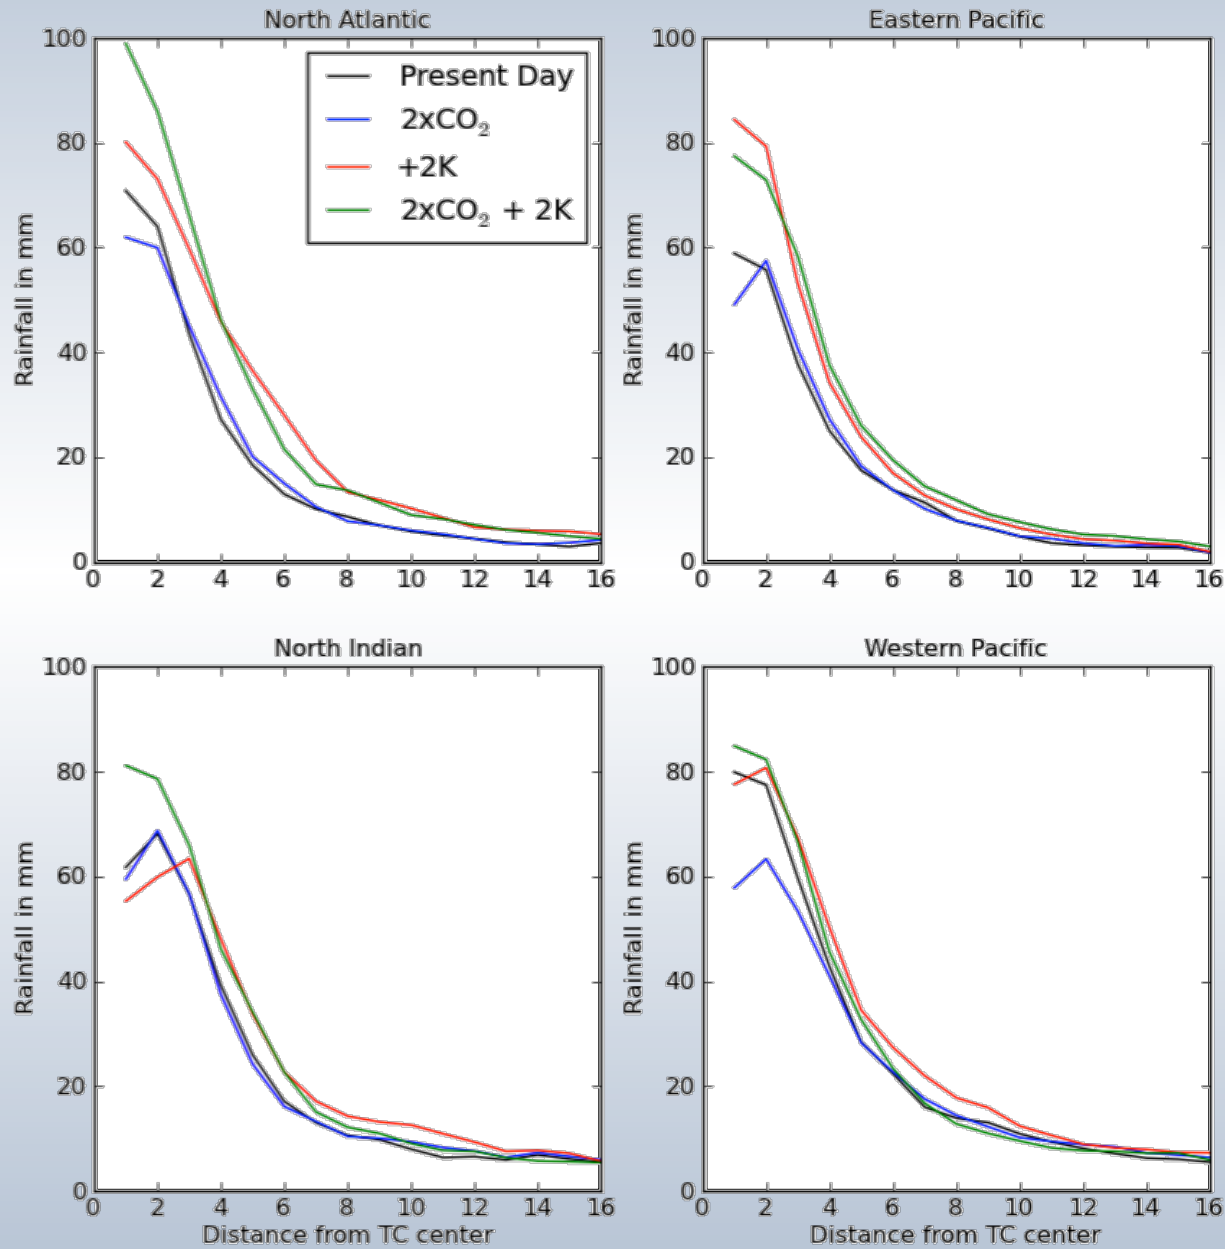 North Atlantic
100
80
60
40
20
0
Rainfall in mm
0 2 4 6 8 10 12 14 16
Present Day
2xCO₂
+2K
2xCO₂ + 2K
Eastern Pacific
100
80
60
40
20
0
Rainfall in mm
0 2 4 6 8 10 12 14 16
North Indian
100
80
60
40
20
0
Rainfall in mm
0 2 4 6 8 10 12 14 16
Distance from TC center
Western Pacific
100
80
60
40
20
0
Rainfall in mm
0 2 4 6 8 10 12 14 16
Distance from TC center